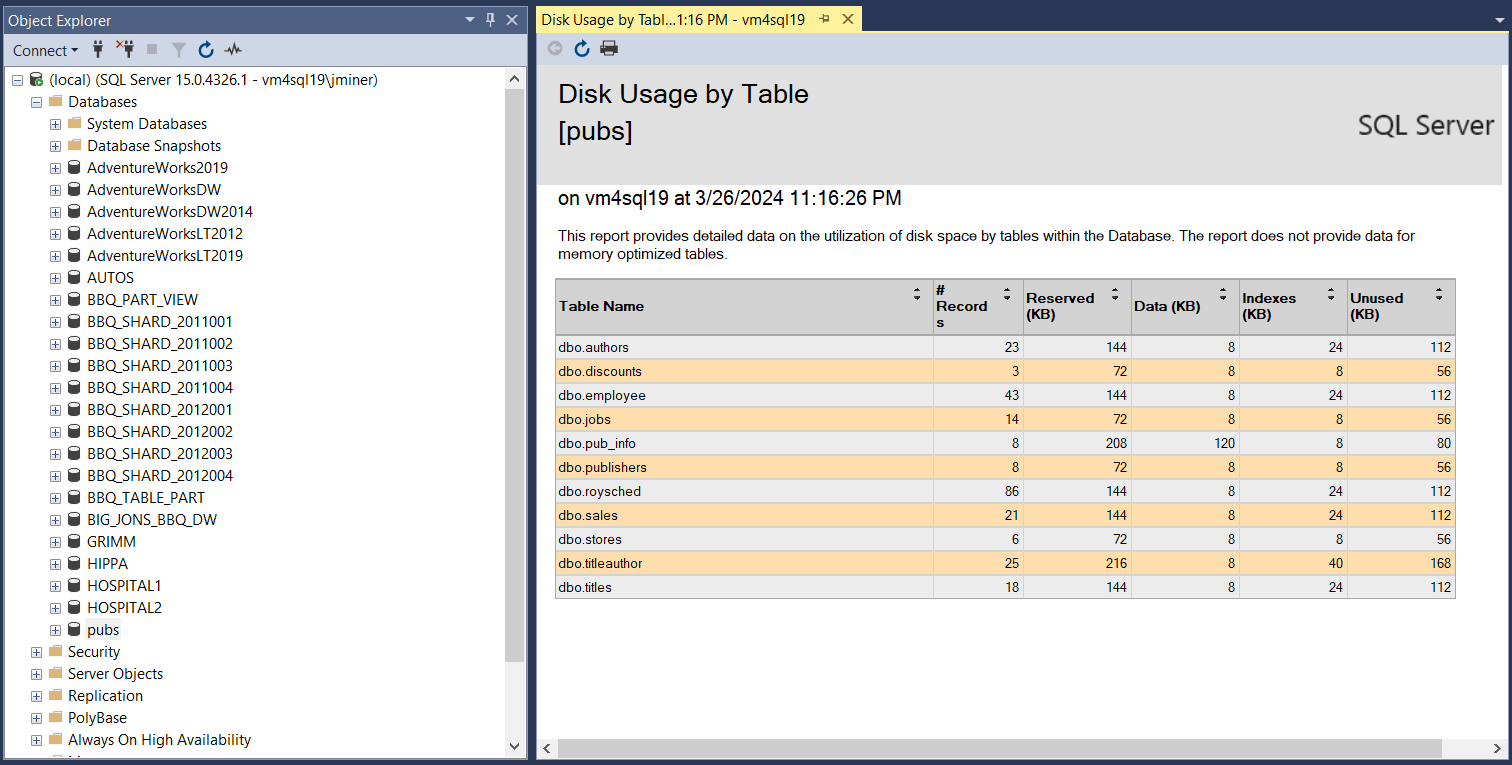 Object Explorer
Connect
(local) (SQL Server 15.0.4326.1 - vm4sql19\jminer)
Databases
System Databases
Database Snapshots
AdventureWorks2019
AdventureWorksDW
AdventureWorksDW2014
AdventureWorksLT2012
AdventureWorksLT2019
AUTOS
BBQ_PART_VIEW
BBQ_SHARD_2011001
BBQ_SHARD_2011002
BBQ_SHARD_2011003
BBQ_SHARD_2011004
BBQ_SHARD_2012001
BBQ_SHARD_2012002
BBQ_SHARD_2012003
BBQ_SHARD_2012004
BBQ_TABLE_PART
BIG_JONS_BBQ_DW
GRIMM
HIPPA
HOSPITAL1
HOSPITAL2
pubs
Security
Server Objects
Replication
PolyBase
Always On High Availability
Disk Usage by Tabl...1:16 PM - vm4sql19
Disk Usage by Table
[pubs]
SQL Server
on vm4sql19 at 3/26/2024 11:16:26 PM
This report provides detailed data on the utilization of disk space by tables within the Database. The report does not provide data for
memory optimized tables.
Table Name # Record s Reserved (KB) Data (KB) Indexes (KB) Unused (KB)
dbo.authors 23 144 8 24 112
dbo.discounts 3 72 8 8 56
dbo.employee 43 144 8 24 112
dbo.jobs 14 72 8 8 56
dbo.pub_info 8 208 120 8 80
dbo.publishers 8 72 8 8 56
dbo.roysched 86 144 8 24 112
dbo.sales 21 144 8 24 112
dbo.stores 6 72 8 8 56
dbo.titleauthor 25 216 8 40 168
dbo.titles 18 144 8 24 112